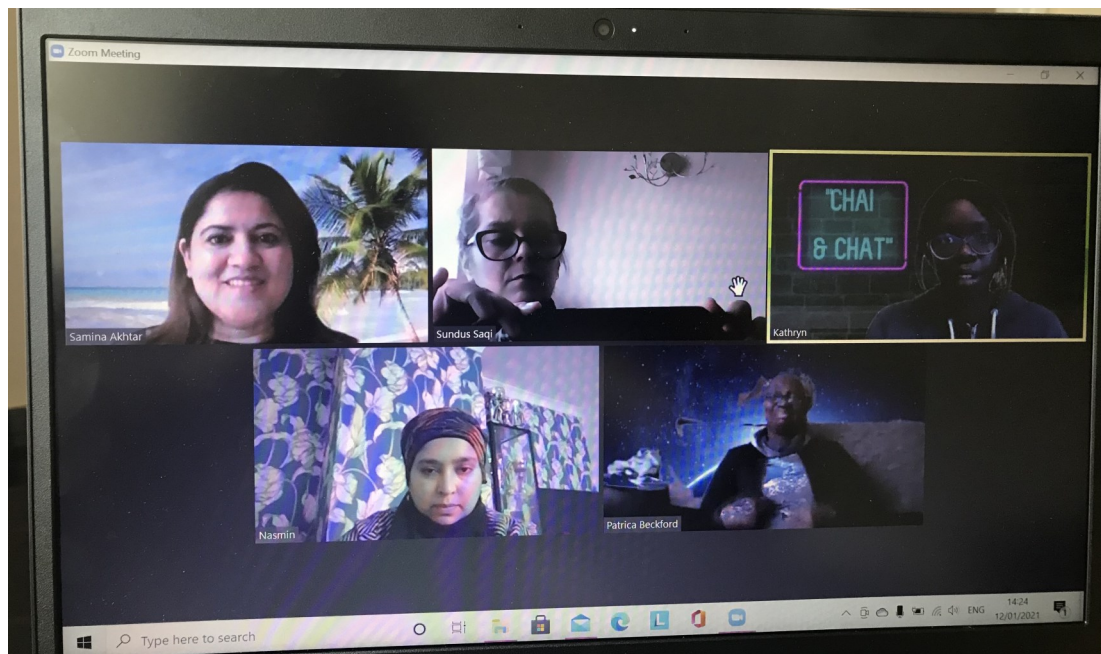 Zoom Meeting
"CHAI
& CHAT"
Samina Akhtar
Sundus Saqi
Kathryn
Nasmin
Patrica Beckford
Type here to search
L
ENG
14:24
12/01/2021
1